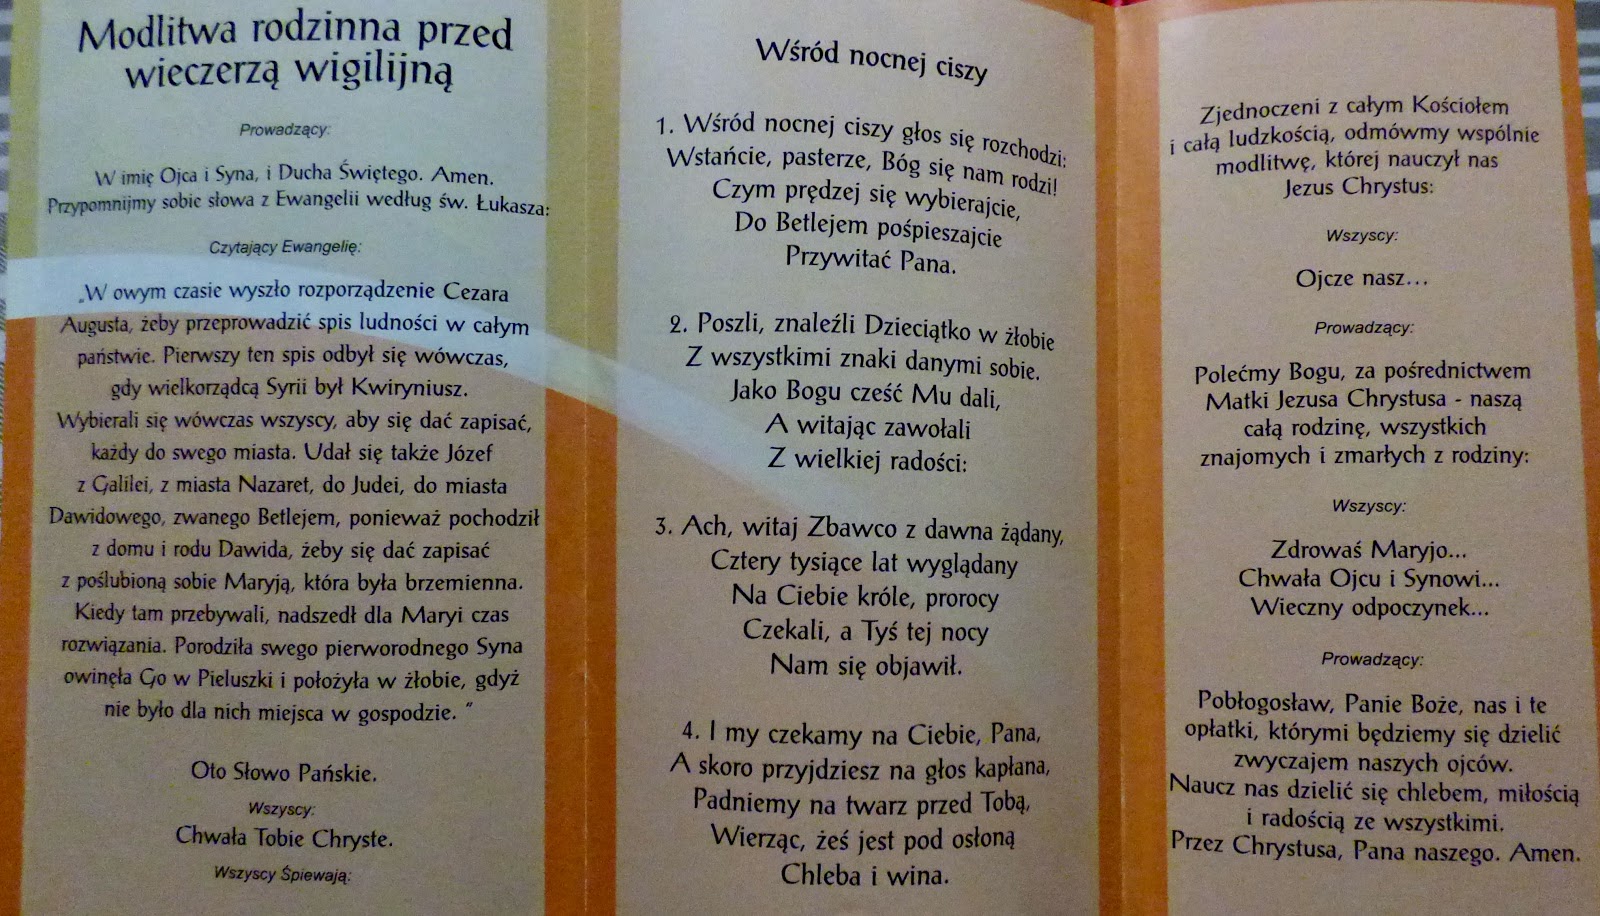 Modlitwa rodzinna przed
wieczerzą wigilijną
Prowadzący:
W imię Ojca i Syna, i Ducha Świętego. Amen.
Przypomnijmy sobie słowa z Ewangelii według św. Łukasza:
Czytający Ewangelię:
„W owym czasie wyszło rozporządzenie Cezara
Augusta, żeby przeprowadzić spis ludności w całym
państwie. Pierwszy ten spis odbył się wówczas,
gdy wielkorządcą Syrii był Kwiryniusz.
Wybierali się wówczas wszyscy, aby się dać zapisać,
każdy do swego miasta. Udał się także Józef
z Galilei, z miasta Nazaret, do Judei, do miasta
Dawidowego, zwanego Betlejem, ponieważ pochodził
z domu i rodu Dawida, żeby się dać zapisać
z poślubioną sobie Maryją, która była brzemienna.
Kiedy tam przebywali, nadszedł dla Maryi czas
rozwiązania. Porodziła swego pierworodnego Syna
owinęła Go w Pieluszki i położyła w żłobie, gdyż
nie było dla nich miejsca w gospodzie. "
Oto Słowo Pańskie.
Wszyscy:
Chwała Tobie Chryste.
Wszyscy Śpiewają:
Wśród nocnej ciszy
1. Wśród nocnej ciszy głos się rozchodzi:
Wstańcie, pasterze, Bóg się nam rodzi!
Czym prędzej się wybierajcie,
Do Betlejem pośpieszajcie
Przywitać Pana.
2. Poszli, znaleźli Dzieciątko w żłobie
Z wszystkimi znaki danymi sobie.
Jako Bogu cześć Mu dali,
A witając zawołali
Z wielkiej radości:
3. Ach, witaj Zbawco z dawna żądany,
Cztery tysiące lat wyglądany
Na Ciebie króle, prorocy
Czekali, a Tyś tej nocy
Nam się objawił.
4. I my czekamy na Ciebie, Pana,
A skoro przyjdziesz na głos kapłana,
Padniemy na twarz przed Tobą,
Wierząc, żeś jest pod osłoną
Chleba i wina.
Zjednoczeni z całym Kościołem
i całą ludzkością, odmówmy wspólnie
modlitwę, której nauczył nas
Jezus Chrystus:
Wszyscy:
Ojcze nasz...
Prowadzący:
Polećmy Bogu, za pośrednictwem
Matki Jezusa Chrystusa - naszą
całą rodzinę, wszystkich
znajomych i zmarłych z rodziny:
Wszyscy:
Zdrowaś Maryjo...
Chwała Ojcu i Synowi...
Wieczny odpoczynek...
Prowadzący:
Pobłogosław, Panie Boże, nas i te
opłatki, którymi będziemy się dzielić
zwyczajem naszych ojców.
Naucz nas dzielić się chlebem, miłością
i radością ze wszystkimi.
Przez Chrystusa, Pana naszego. Amen.